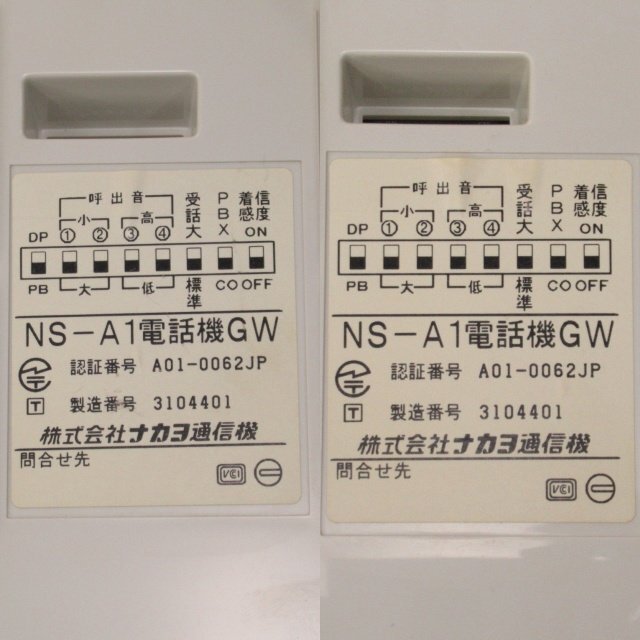 呼出音 受話大 PBX 着信感度
小 高
DP ① ② ③ ④ ON
PB 大 低 標準 CO OFF
NS-A1電話機GW
認証番号 A01-0062JP
T 製造番号 3104401
株式会社ナカヨ通信機
問合せ先
VCI
呼出音 受話大 PBX 着信感度
小 高
DP ① ② ③ ④ ON
PB 大 低 標準 CO OFF
NS-A1電話機GW
認証番号 A01-0062JP
T 製造番号 3104401
株式会社ナカヨ通信機
問合せ先
VCI